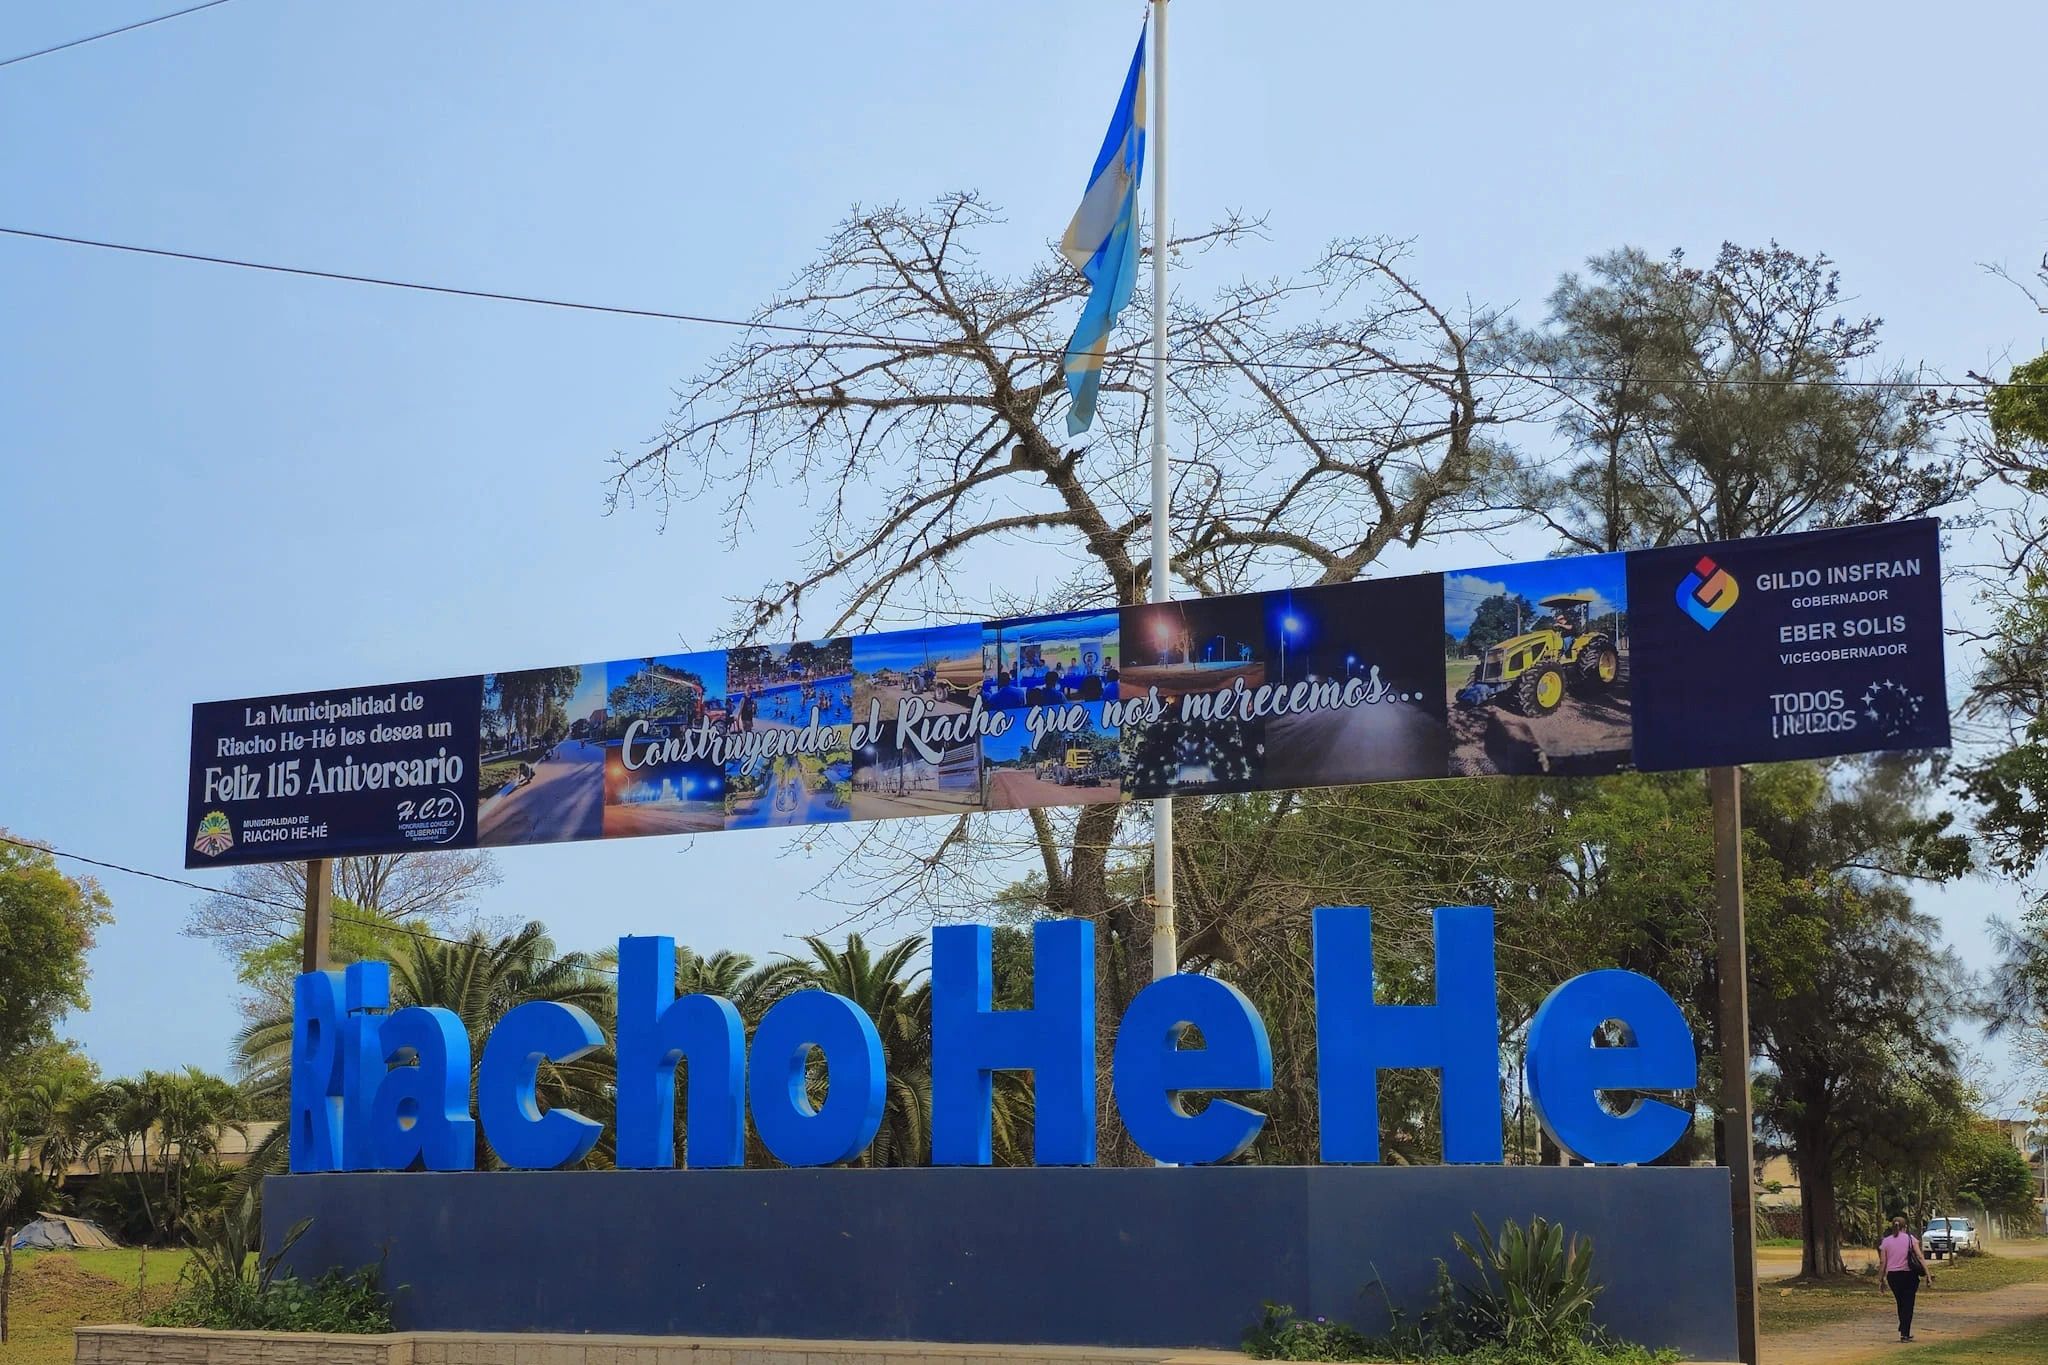 La Municipalidad de
Riacho He-Hé les desea un
Feliz 115 Aniversario
MUNICIPALIDAD DE
RIACHO HE-HÉ
H.C.D.
HONORABLE CONCEJO
DELIBERANTE
Construyendo el Riacho que nos merecemos...
GILDO INSFRAN
GOBERNADOR
EBER SOLIS
VICEGOBERNADOR
TODOS
UNIDOS
Riacho He He